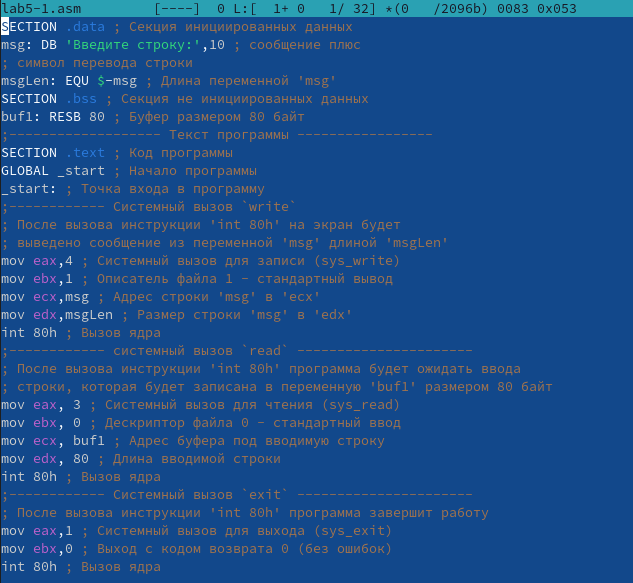 lab5-1.asm [----] 0 L:[ 1+ 0 1/ 32] *(0 /2096b) 0083 0x053
SECTION .data ; Секция инициированных данных
msg: DB 'Введите строку:',10 ; сообщение плюс
; символ перевода строки
msgLen: EQU $-msg ; Длина переменной 'msg'
SECTION .bss ; Секция не инициированных данных
buf1: RESB 80 ; Буфер размером 80 байт
;------------------- Текст программы -----------------
SECTION .text ; Код программы
GLOBAL _start ; Начало программы
_start: ; Точка входа в программу
;------------ Системный вызов `write`
; После вызова инструкции 'int 80h' на экран будет
; выведено сообщение из переменной 'msg' длиной 'msgLen'
mov eax,4 ; Системный вызов для записи (sys_write)
mov ebx,1 ; Описатель файла 1 - стандартный вывод
mov ecx,msg ; Адрес строки 'msg' в 'ecx'
mov edx,msgLen ; Размер строки 'msg' в 'edx'
int 80h ; Вызов ядра
;------------ системный вызов `read` ----------------------
; После вызова инструкции 'int 80h' программа будет ожидать ввода
; строки, которая будет записана в переменную 'buf1' размером 80 байт
mov eax, 3 ; Системный вызов для чтения (sys_read)
mov ebx, 0 ; Дескриптор файла 0 - стандартный ввод
mov ecx, buf1 ; Адрес буфера под вводимую строку
mov edx, 80 ; Длина вводимой строки
int 80h ; Вызов ядра
;------------ Системный вызов `exit` ----------------------
; После вызова инструкции 'int 80h' программа завершит работу
mov eax,1 ; Системный вызов для выхода (sys_exit)
mov ebx,0 ; Выход с кодом возврата 0 (без ошибок)
int 80h ; Вызов ядра